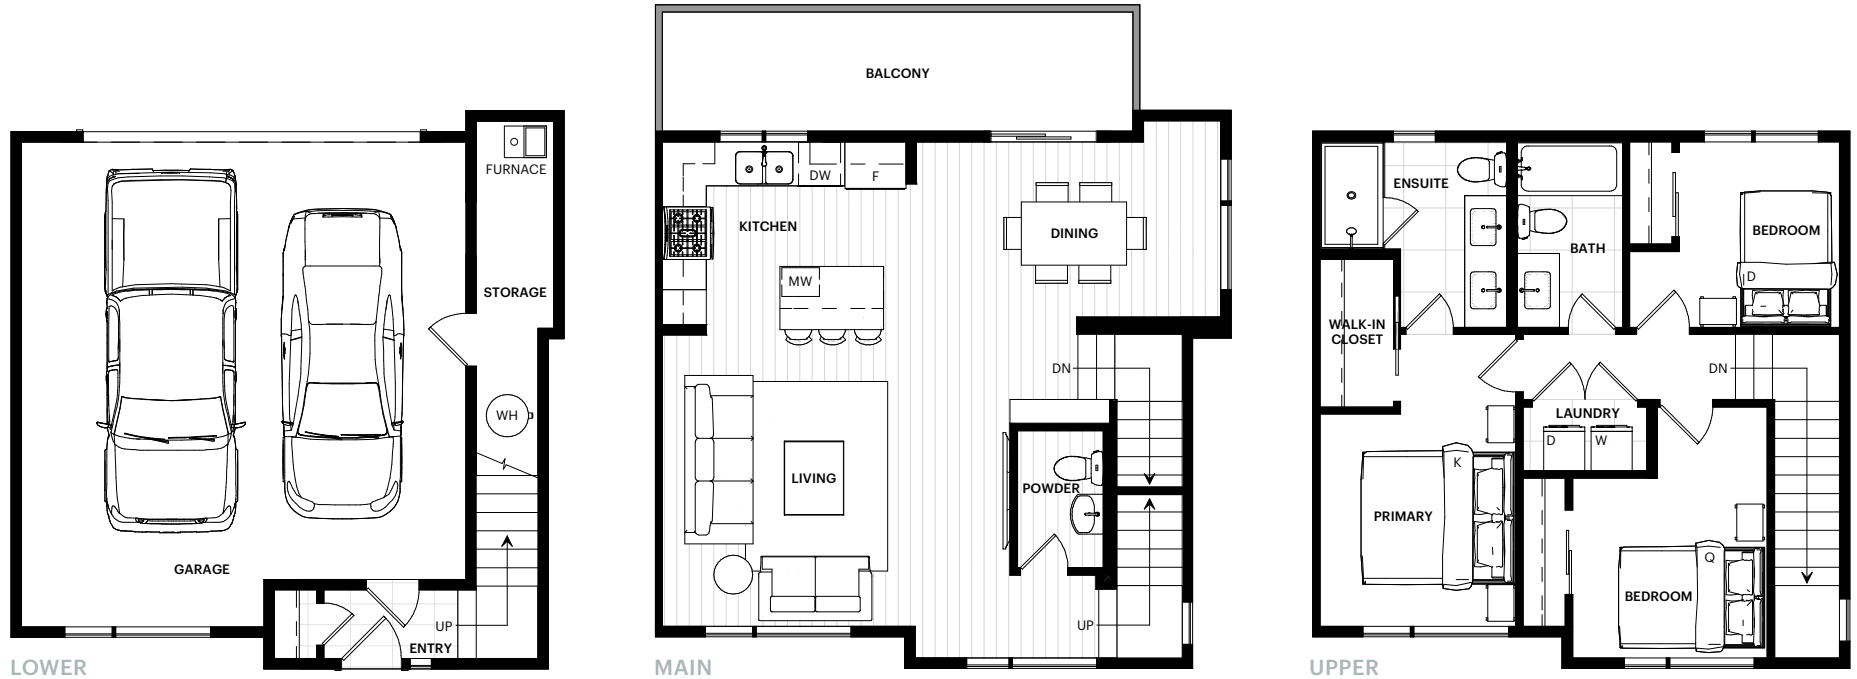 FURNACE
STORAGE
WH
GARAGE
UP
ENTRY
LOWER
BALCONY
DW
F
KITCHEN
DINING
MW
DN
LIVING
POWDER
UP
MAIN
ENSUITE
BATH
BEDROOM
D
WALK-IN
CLOSET
DN
LAUNDRY
D W
K
PRIMARY
Q
BEDROOM
UPPER